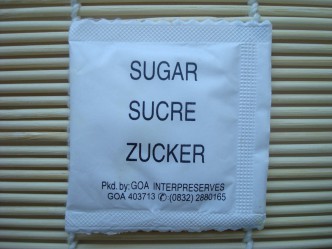 SUGAR
SUCRE
ZUCKER
Pkd. by: GOA INTERPRESERVES
GOA 403713 ✆ (0832) 2880165